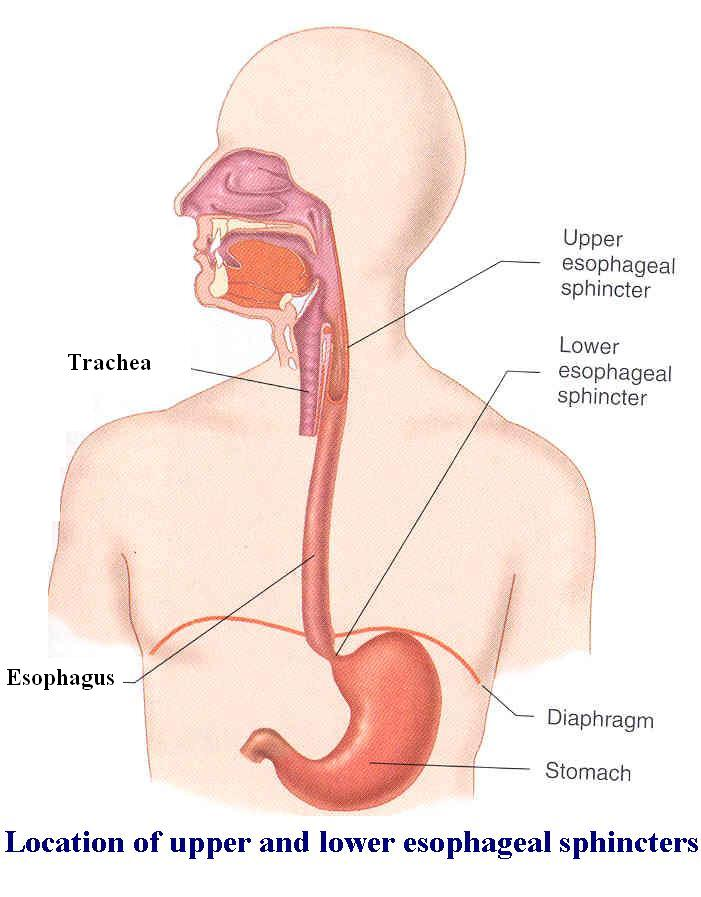 Upper
esophageal
sphincter
Lower
esophageal
sphincter
Trachea
Esophagus
Diaphragm
Stomach
Location of upper and lower esophageal sphincters